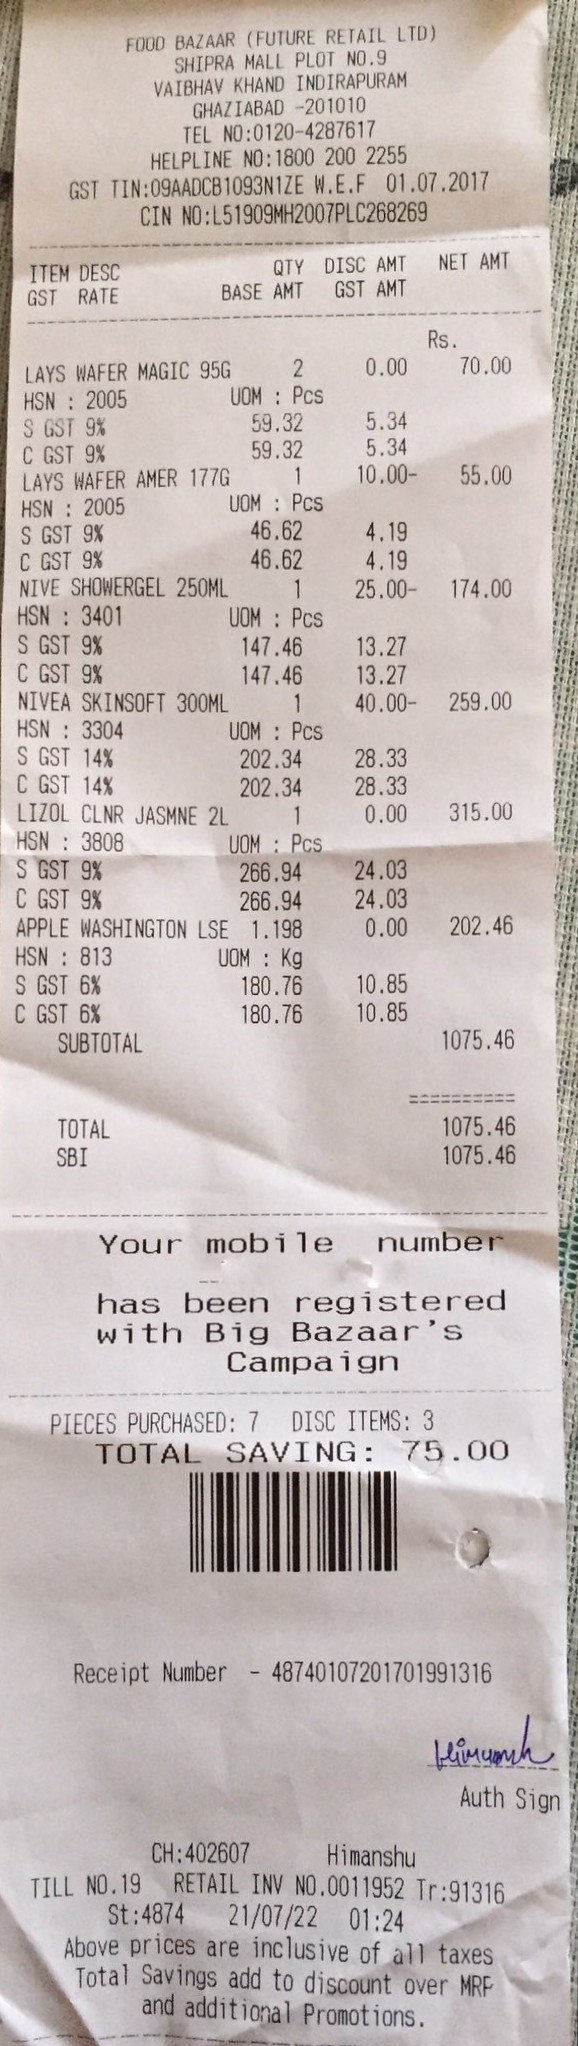 FOOD BAZAAR (FUTURE RETAIL LTD)
SHIPRA MALL PLOT NO.9
VAIBHAV KHAND INDIRAPURAM
GHAZIABAD -201010
TEL NO:0120-4287617
HELPLINE NO:1800 200 2255
GST TIN:09AADCB1093N1ZE W.E.F 01.07.2017
CIN NO:L51909MH2007PLC268269
ITEM DESC QTY DISC AMT NET AMT
GST RATE BASE AMT GST AMT
Rs.
LAYS WAFER MAGIC 95G 2 0.00 70.00
HSN : 2005 UOM : Pcs
S GST 9% 59.32 5.34
C GST 9% 59.32 5.34
LAYS WAFER AMER 177G 1 10.00- 55.00
HSN : 2005 UOM : Pcs
S GST 9% 46.62 4.19
C GST 9% 46.62 4.19
NIVE SHOWERGEL 250ML 1 25.00- 174.00
HSN : 3401 UOM : Pcs
S GST 9% 147.46 13.27
C GST 9% 147.46 13.27
NIVEA SKINSOFT 300ML 1 40.00- 259.00
HSN : 3304 UOM : Pcs
S GST 14% 202.34 28.33
C GST 14% 202.34 28.33
LIZOL CLNR JASMNE 2L 1 0.00 315.00
HSN : 3808 UOM : Pcs
S GST 9% 266.94 24.03
C GST 9% 266.94 24.03
APPLE WASHINGTON LSE 1.198 0.00 202.46
HSN : 813 UOM : Kg
S GST 6% 180.76 10.85
C GST 6% 180.76 10.85
SUBTOTAL 1075.46
==========
TOTAL 1075.46
SBI 1075.46
Your mobile number
has been registered
with Big Bazaar's
Campaign
PIECES PURCHASED: 7 DISC ITEMS: 3
TOTAL SAVING: 75.00
Receipt Number - 48740107201701991316
Himanshu
Auth Sign
CH:402607 Himanshu
TILL NO.19 RETAIL INV NO.0011952 Tr:91316
St:4874 21/07/22 01:24
Above prices are inclusive of all taxes
Total Savings add to discount over MRP
and additional Promotions.